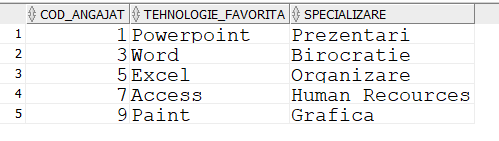 COD_ANGAJAT TEHNOLOGIE_FAVORITA SPECIALIZARE
1 1 Powerpoint Prezentari
2 3 Word Birocratie
3 5 Excel Organizare
4 7 Access Human Recources
5 9 Paint Grafica